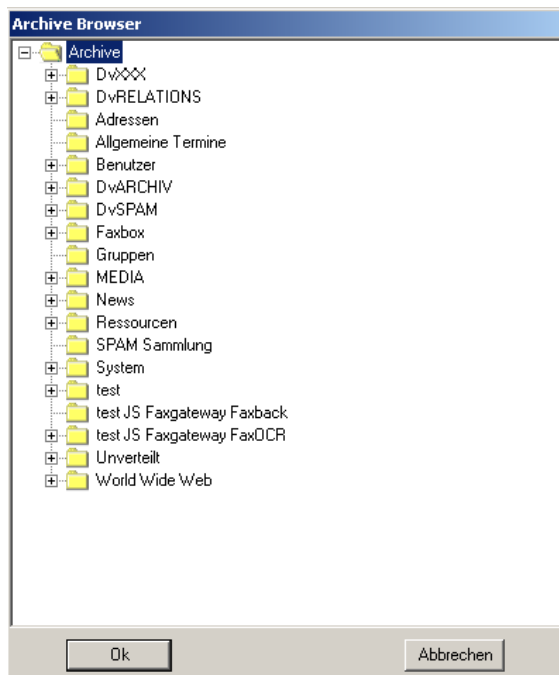 Archive Browser
Archive
DvXXX
DvRELATIONS
Adressen
Allgemeine Termine
Benutzer
DvARCHIV
DvSPAM
Faxbox
Gruppen
MEDIA
News
Ressourcen
SPAM Sammlung
System
test
test JS Faxgateway Faxback
test JS Faxgateway FaxOCR
Unverteilt
World Wide Web
Ok Abbrechen